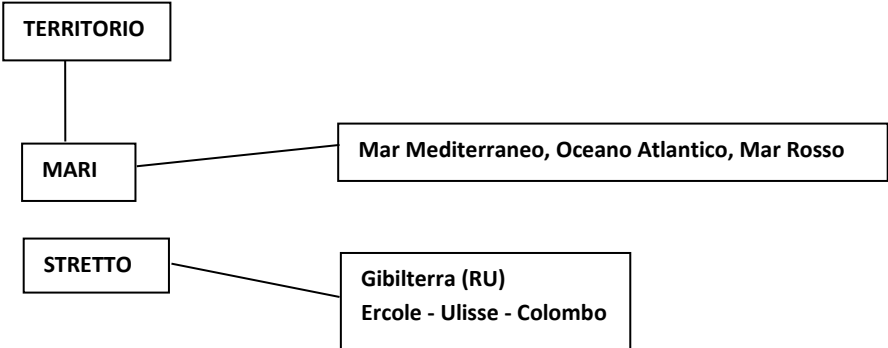 TERRITORIO
MARI
Mar Mediterraneo, Oceano Atlantico, Mar Rosso
STRETTO
Gibilterra (RU)
Ercole - Ulisse - Colombo